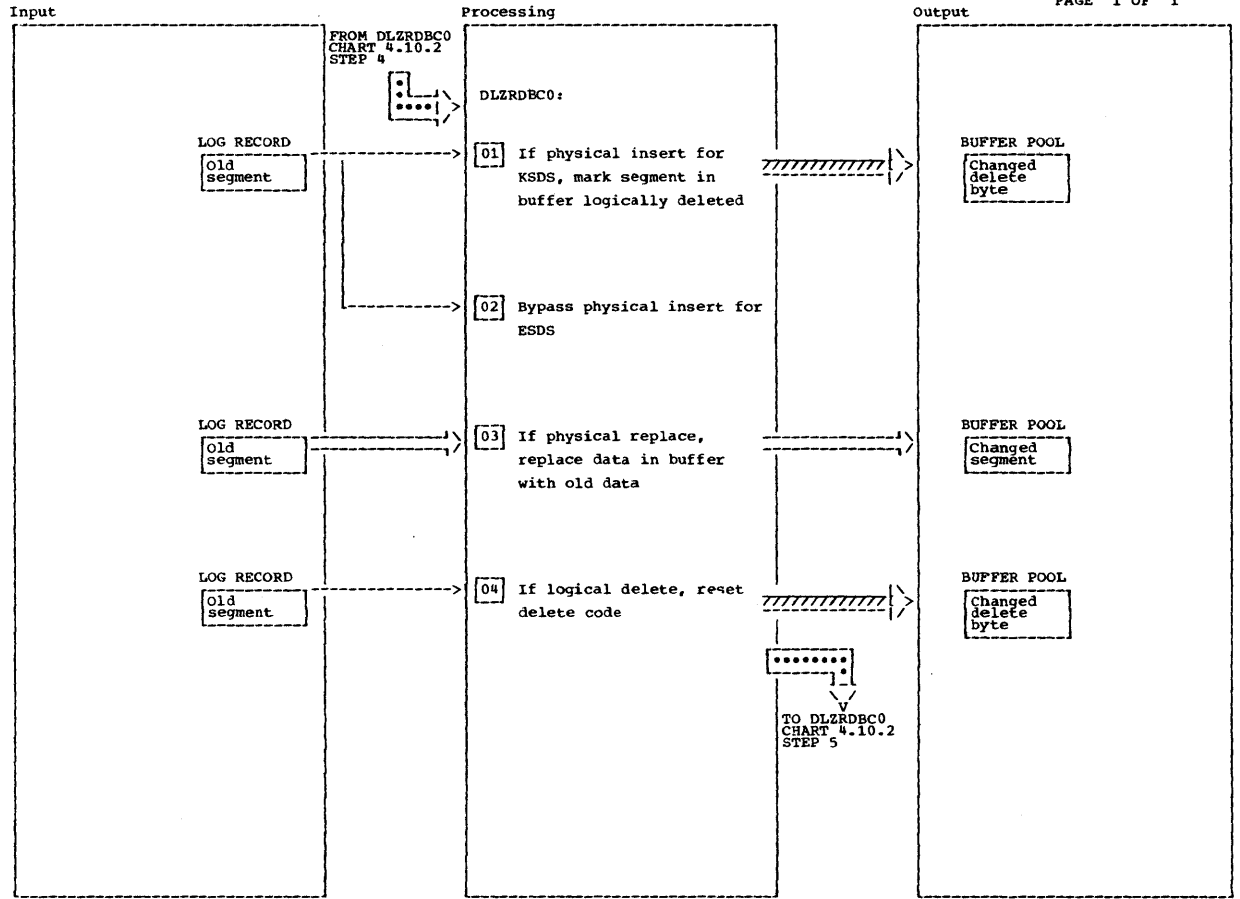 PAGE 1 OF 1
Input
Processing
Output
FROM DLZRDBC0
CHART 4.10.2
STEP 4
DLZRDBC0:
LOG RECORD
Old
segment
01 If physical insert for
KSDS, mark segment in
buffer logically deleted
BUFFER POOL
Changed
delete
byte
02 Bypass physical insert for
ESDS
LOG RECORD
Old
segment
03 If physical replace,
replace data in buffer
with old data
BUFFER POOL
Changed
segment
LOG RECORD
Old
segment
04 If logical delete, reset
delete code
BUFFER POOL
Changed
delete
byte
TO DLZRDBC0
CHART 4.10.2
STEP 5